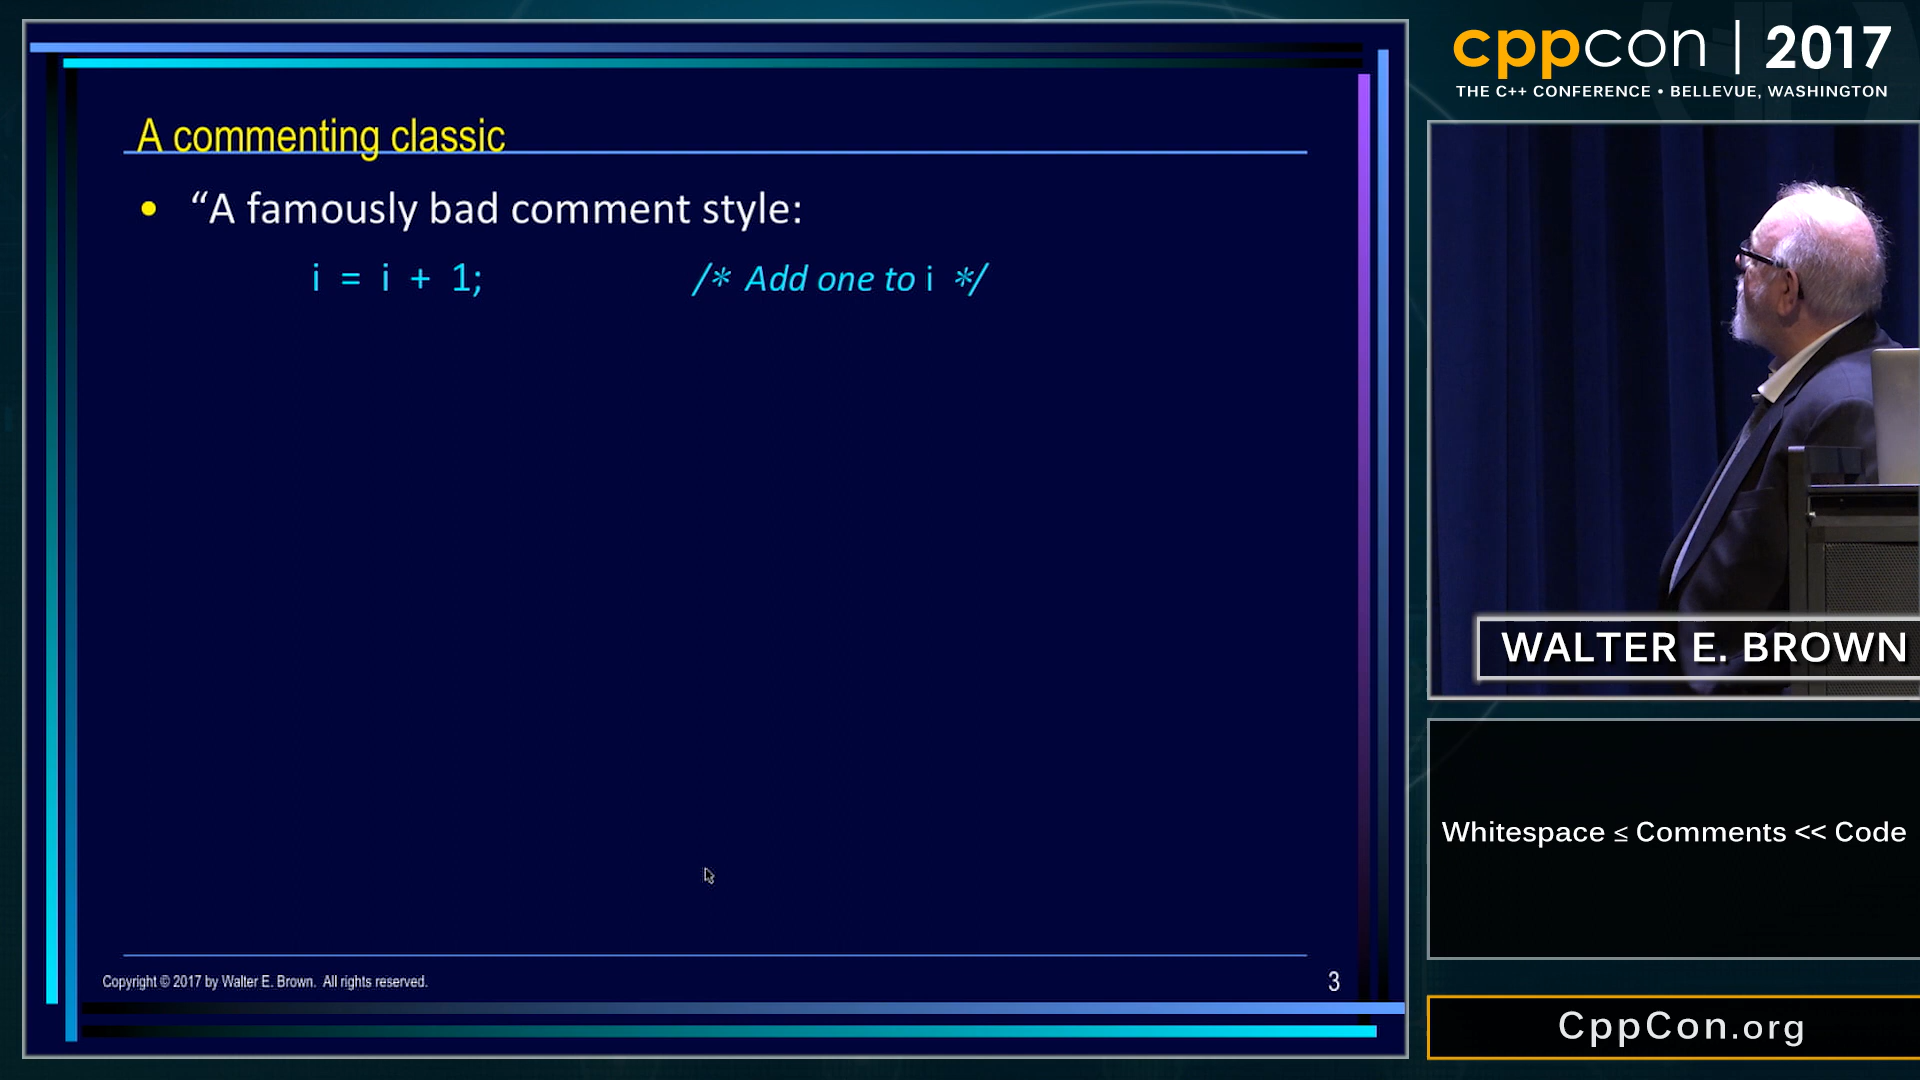 A commenting classic
• “A famously bad comment style:
i = i + 1; /* Add one to i */
Copyright © 2017 by Walter E. Brown. All rights reserved.
3
cppcon | 2017
THE C++ CONFERENCE • BELLEVUE, WASHINGTON
WALTER E. BROWN
Whitespace ≤ Comments << Code
CppCon.org